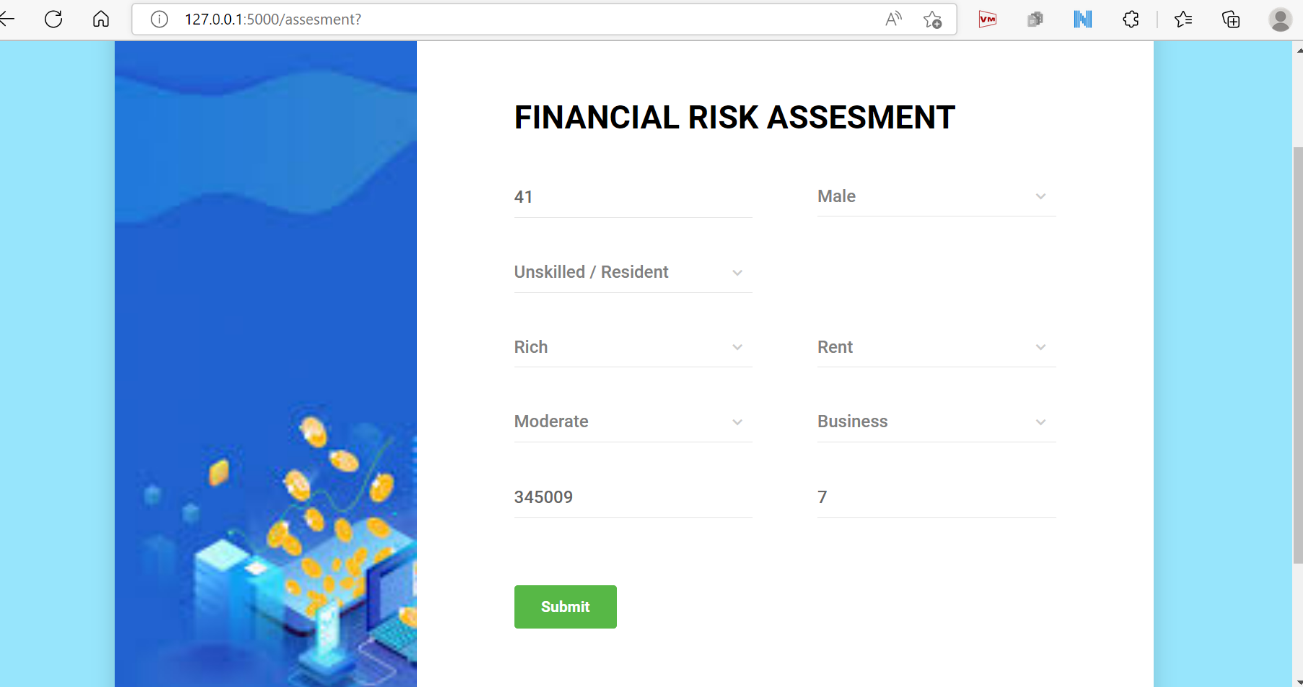 127.0.0.1:5000/assesment?
FINANCIAL RISK ASSESMENT
41 Male
Unskilled / Resident
Rich Rent
Moderate Business
345009 7
Submit